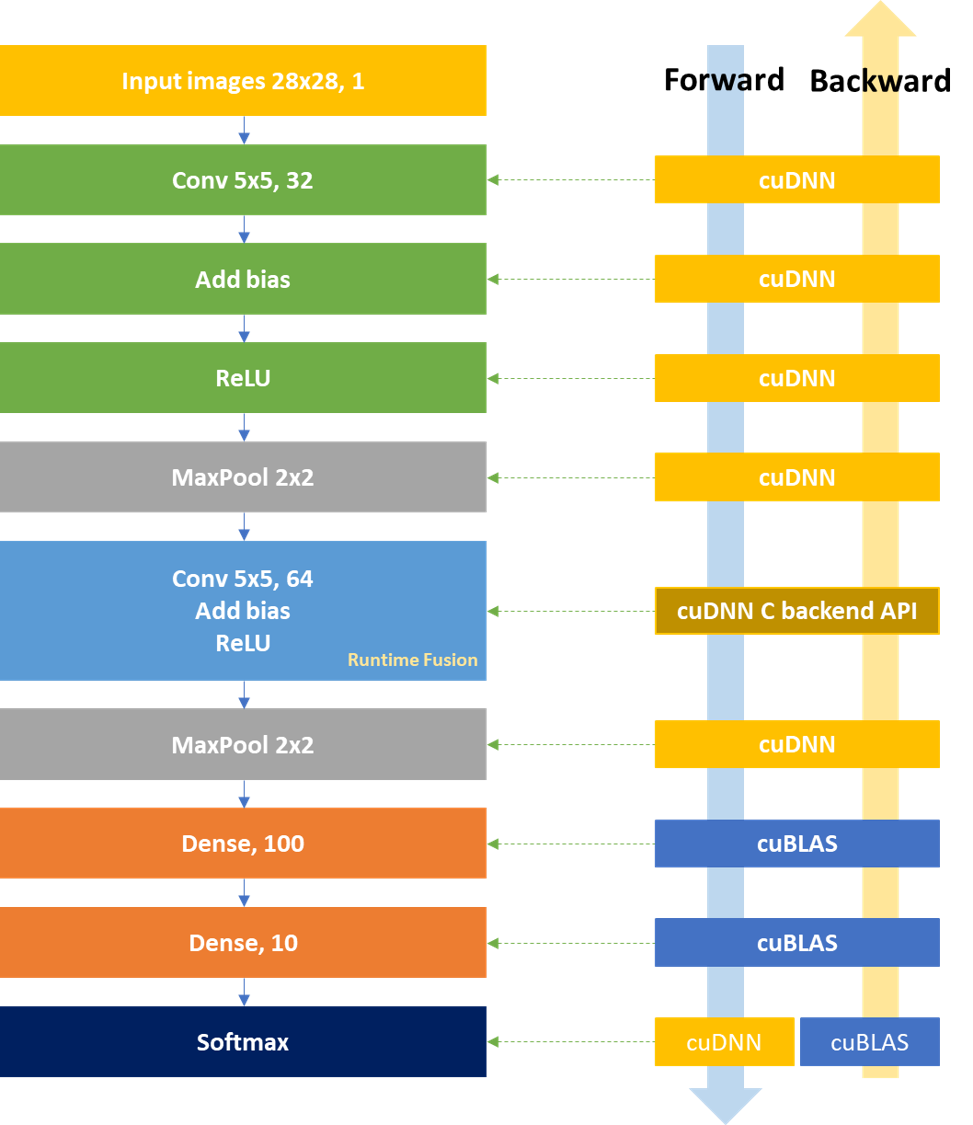 Forward Backward
Input images 28x28, 1
Conv 5x5, 32
cuDNN
Add bias
cuDNN
ReLU
cuDNN
MaxPool 2x2
cuDNN
Conv 5x5, 64
Add bias
ReLU
Runtime Fusion
cuDNN C backend API
MaxPool 2x2
cuDNN
Dense, 100
cuBLAS
Dense, 10
cuBLAS
Softmax
cuDNN
cuBLAS